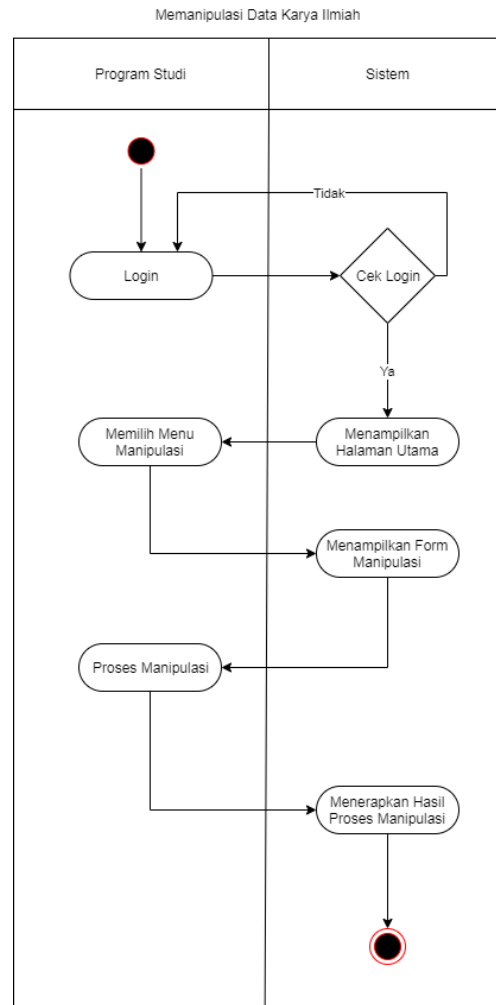 Memanipulasi Data Karya Ilmiah
Program Studi
Sistem
Tidak
Login
Cek Login
Ya
Memilih Menu
Manipulasi
Menampilkan
Halaman Utama
Menampilkan Form
Manipulasi
Proses Manipulasi
Menerapkan Hasil
Proses Manipulasi